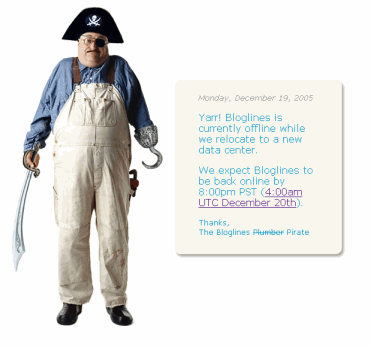 Monday, December 19, 2005
Yarr! Bloglines is
currently offline while
we relocate to a new
data center.
We expect Bloglines to
be back online by
8:00pm PST (4:00am
UTC December 20th).
Thanks,
The Bloglines Plumber Pirate